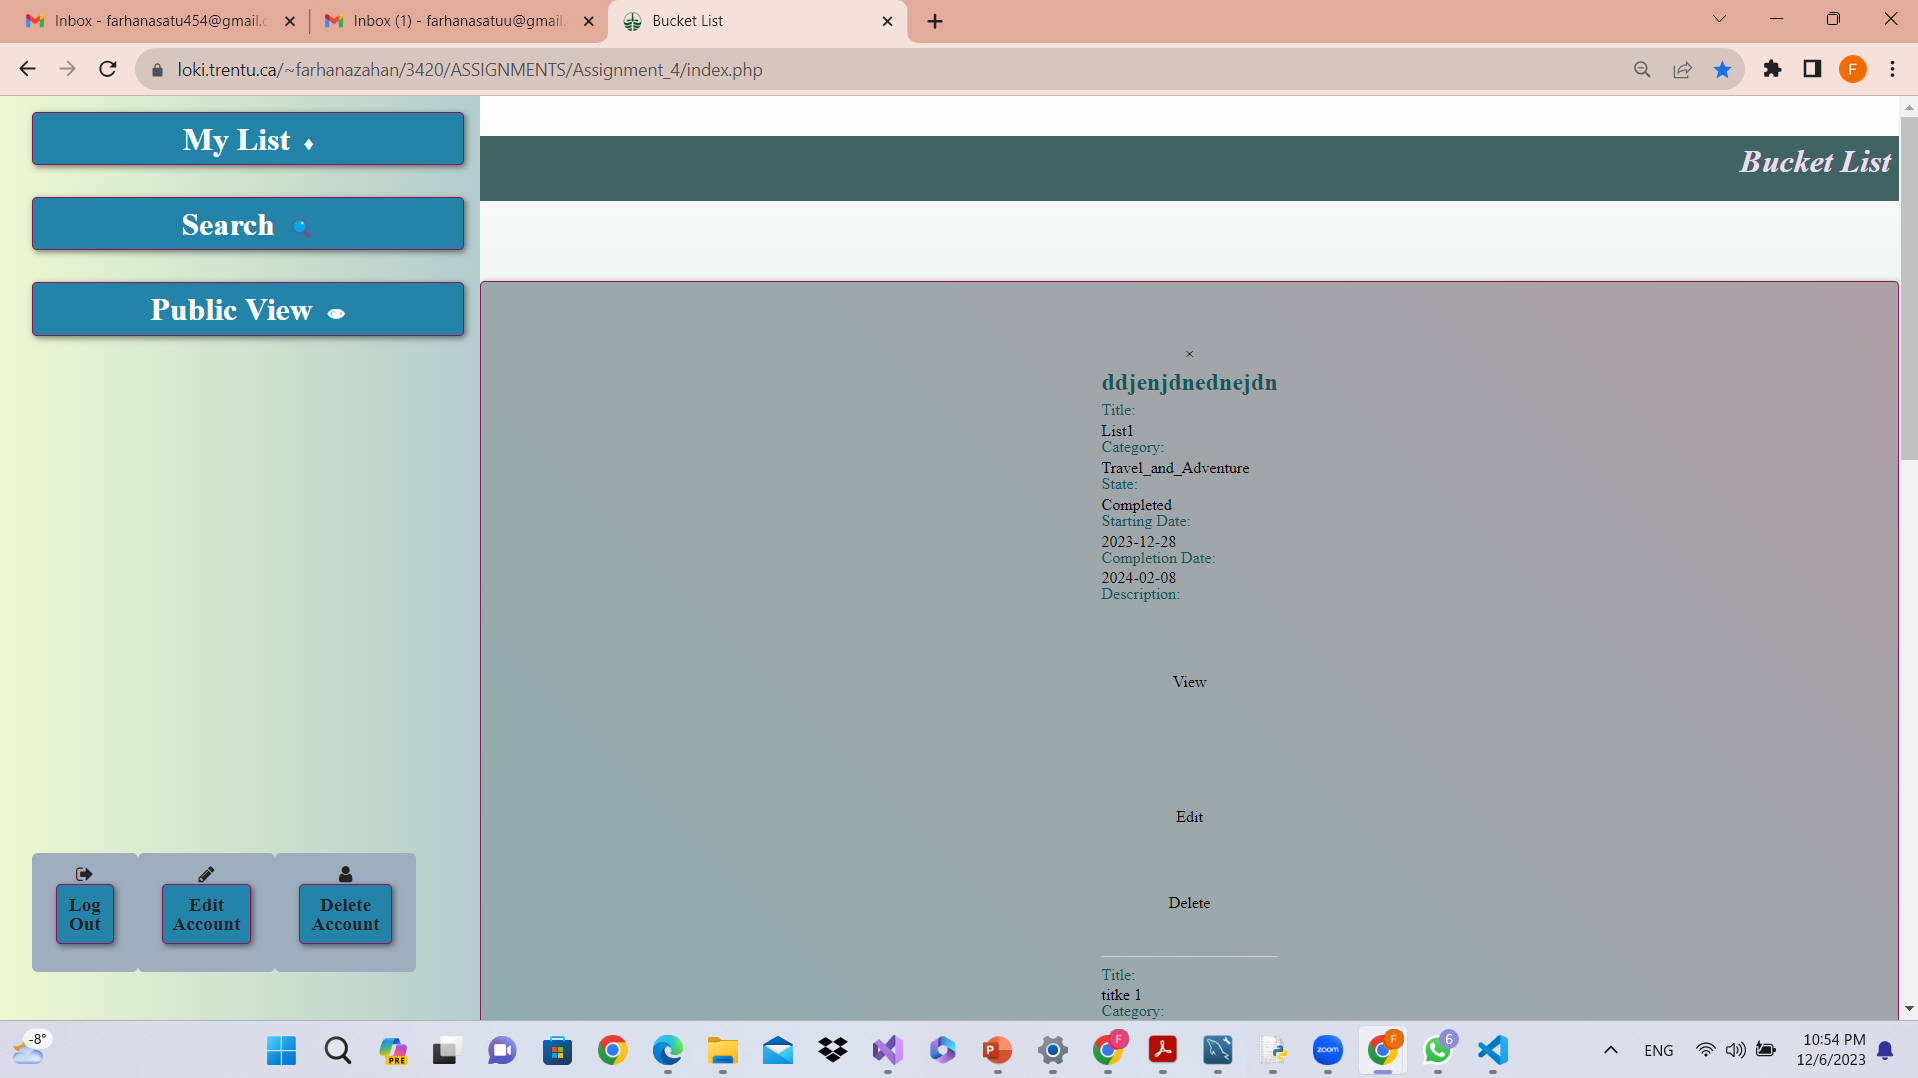 Inbox - farhanasatu454@gmail.c
Inbox (1) - farhanasatuu@gmail.
Bucket List
loki.trentu.ca/~farhanazahan/3420/ASSIGNMENTS/Assignment_4/index.php
F
My List
Search
Public View
Log
Out
Edit
Account
Delete
Account
Bucket List
×
ddjenjdnednejdn
Title:
List1
Category:
Travel_and_Adventure
State:
Completed
Starting Date:
2023-12-28
Completion Date:
2024-02-08
Description:
View
Edit
Delete
Title:
titke 1
Category:
-8°
PRE
P
F
zoom
F
6
ENG
10:54 PM
12/6/2023